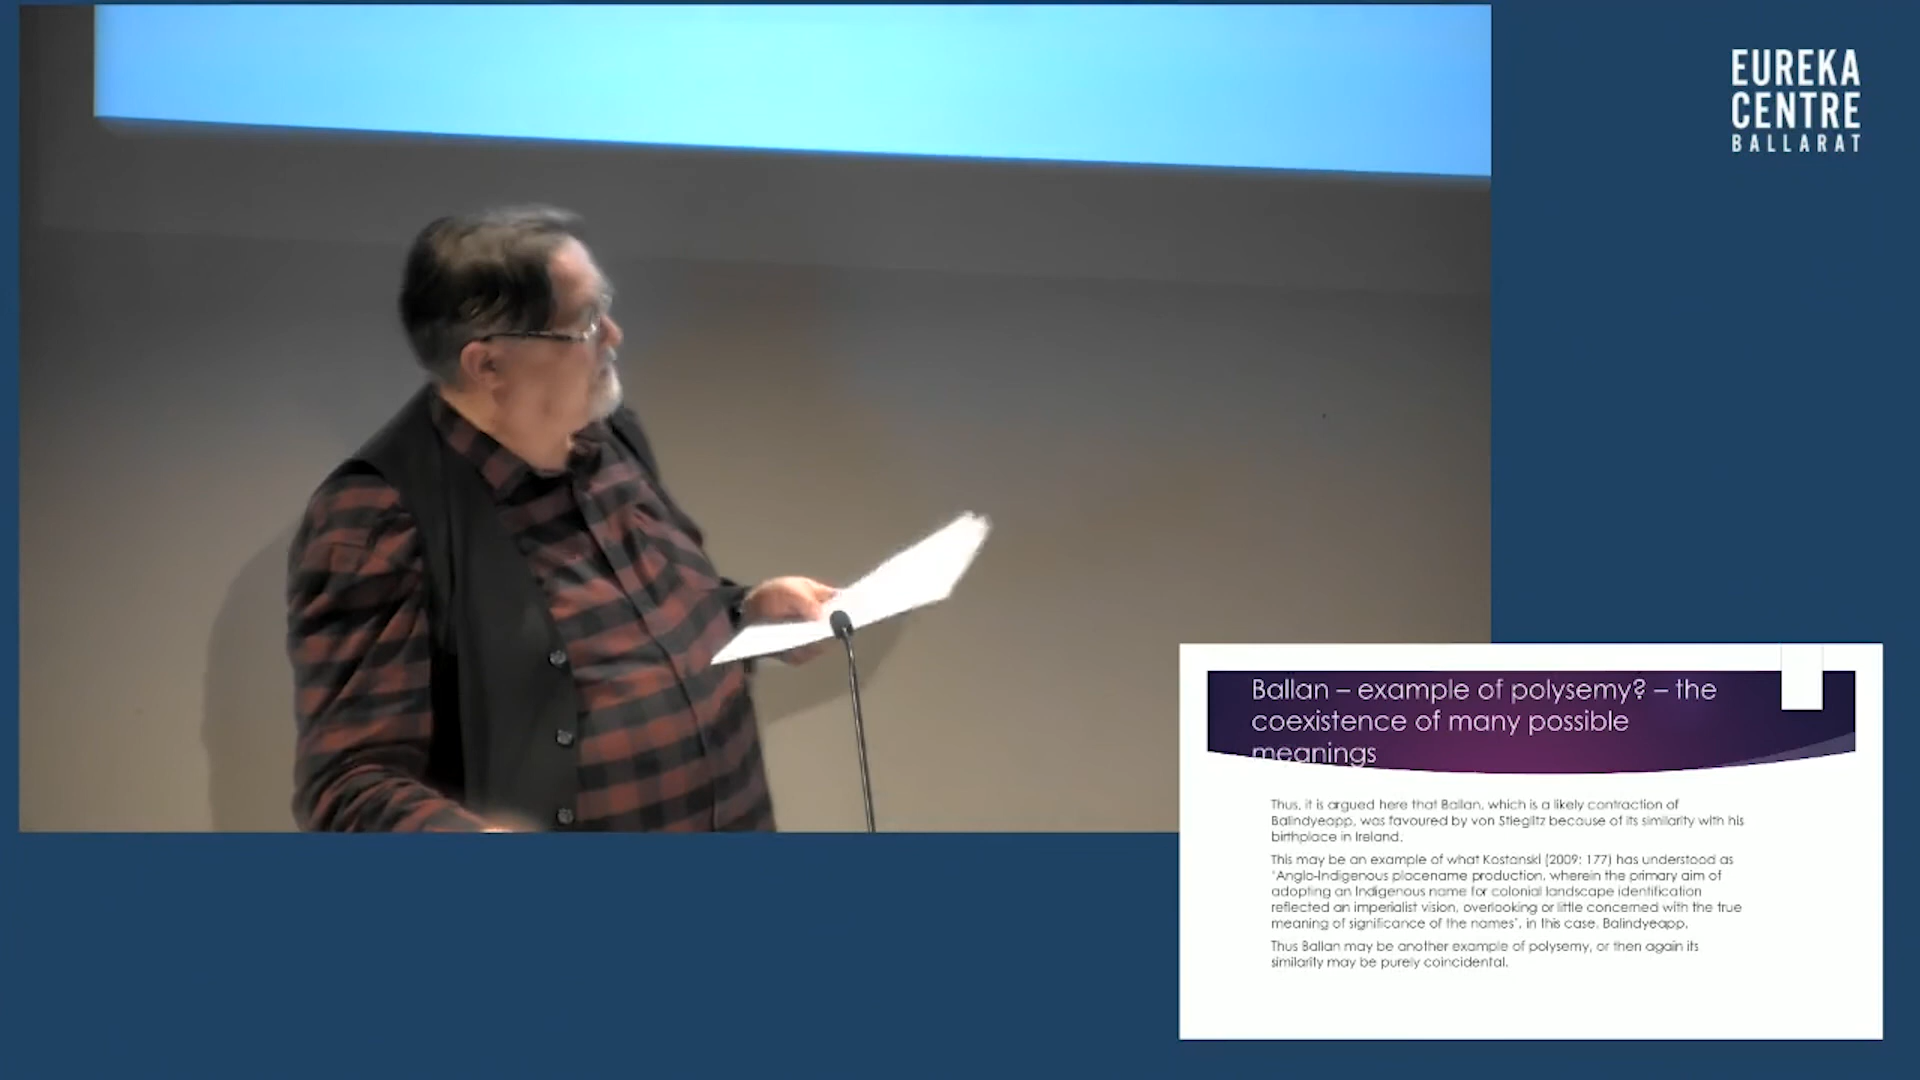 EUREKA
CENTRE
BALLARAT
Ballan – example of polysemy? – the
coexistence of many possible
meanings
Thus, it is argued here that Ballan, which is a likely contraction of
Balindyeapp, was favoured by von Stieglitz because of its similarity with his
birthplace in Ireland.
This may be an example of what Kostanski (2009: 177) has understood as
'Anglo-Indigenous placename production, wherein the primary aim of
adopting an Indigenous name for colonial landscape identification
reflected an imperialist vision, overlooking or little concerned with the true
meaning of significance of the names', in this case, Balindyeapp.
Thus Ballan may be another example of polysemy, or then again its
similarity may be purely coincidental.